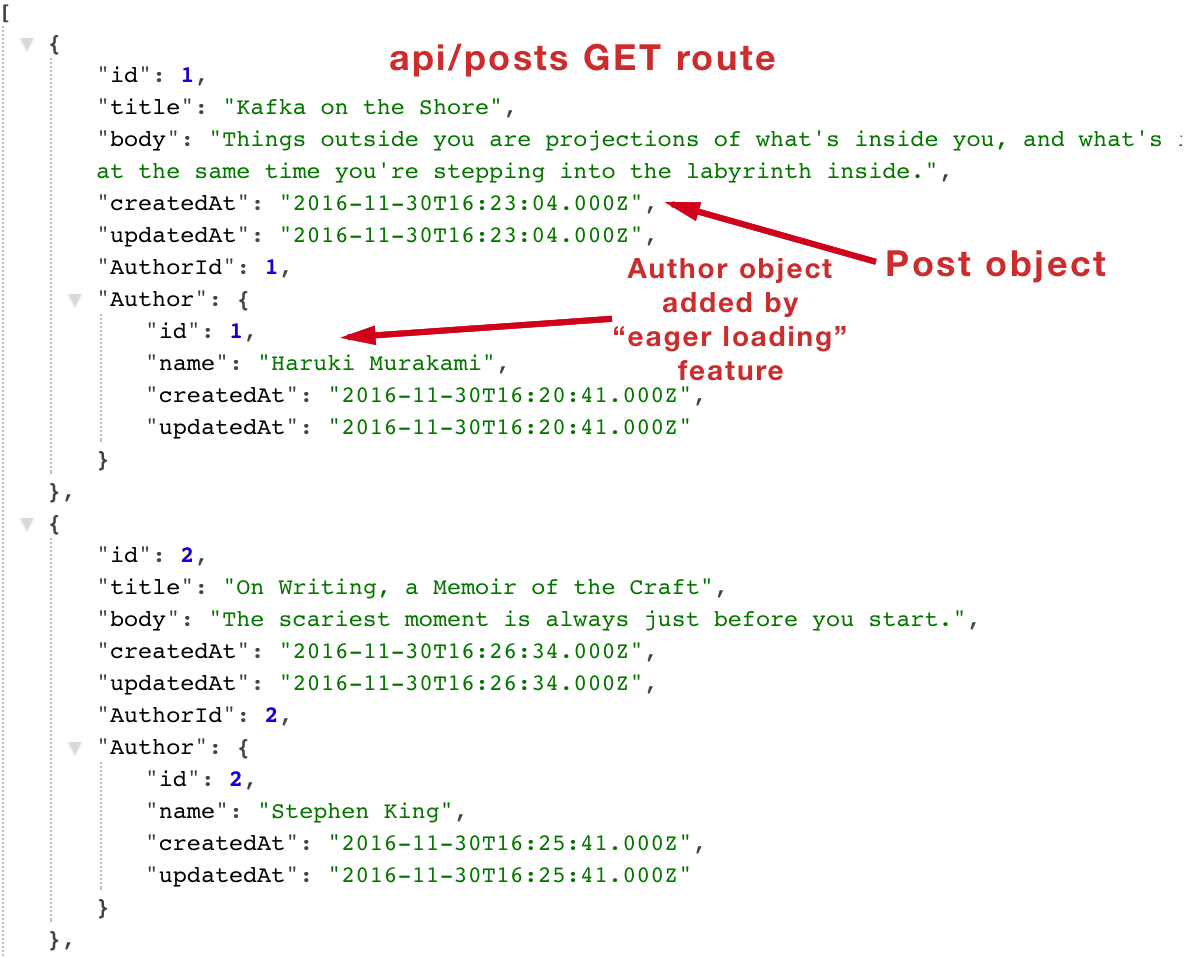 [
{
api/posts GET route
"id": 1,
"title": "Kafka on the Shore",
"body": "Things outside you are projections of what's inside you, and what's
at the same time you're stepping into the labyrinth inside.",
"createdAt": "2016-11-30T16:23:04.000Z",
"updatedAt": "2016-11-30T16:23:04.000Z",
Post object
"AuthorId": 1,
Author object
added by
“eager loading”
feature
"Author": {
"id": 1,
"name": "Haruki Murakami",
"createdAt": "2016-11-30T16:20:41.000Z",
"updatedAt": "2016-11-30T16:20:41.000Z"
}
},
{
"id": 2,
"title": "On Writing, a Memoir of the Craft",
"body": "The scariest moment is always just before you start.",
"createdAt": "2016-11-30T16:26:34.000Z",
"updatedAt": "2016-11-30T16:26:34.000Z",
"AuthorId": 2,
"Author": {
"id": 2,
"name": "Stephen King",
"createdAt": "2016-11-30T16:25:41.000Z",
"updatedAt": "2016-11-30T16:25:41.000Z"
}
},